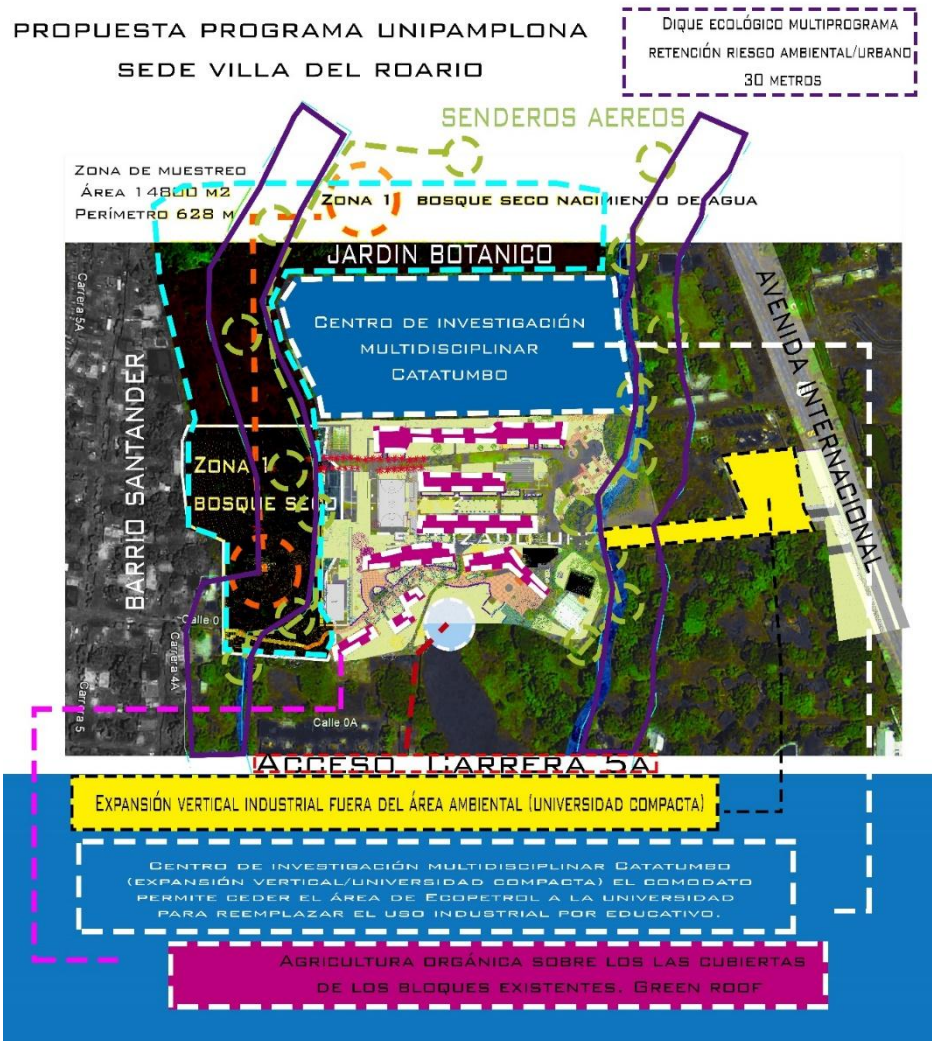 PROPUESTA PROGRAMA UNIPAMPLONA
SEDE VILLA DEL ROARIO
DIQUE ECOLÓGICO MULTIPROGRAMA
RETENCIÓN RIESGO AMBIENTAL/URBANO
30 METROS
SENDEROS AEREOS
ZONA DE MUESTREO
ÁREA 14800 M2
PERÍMETRO 628 M
ZONA 1 BOSQUE SECO NACIMIENTO DE AGUA
JARDIN BOTANICO
CENTRO DE INVESTIGACIÓN
MULTIDISCIPLINAR
CATATUMBO
Carrera 5A
BARRIO SANTANDER
AVENIDA INTERNACIONAL
ZONA 1
BOSQUE SECO
Calle 0
Carrera 4A
Carrera 5
Calle 0A
ACCESO CARRERA 5A
EXPANSIÓN VERTICAL INDUSTRIAL FUERA DEL ÁREA AMBIENTAL (UNIVERSIDAD COMPACTA)
CENTRO DE INVESTIGACIÓN MULTIDISCIPLINAR CATATUMBO
(EXPANSIÓN VERTICAL/UNIVERSIDAD COMPACTA) EL COMODATO
PERMITE CEDER EL ÁREA DE ECOPETROL A LA UNIVERSIDAD
PARA REEMPLAZAR EL USO INDUSTRIAL POR EDUCATIVO.
AGRICULTURA ORGÁNICA SOBRE LOS LAS CUBIERTAS
DE LOS BLOQUES EXISTENTES. GREEN ROOF